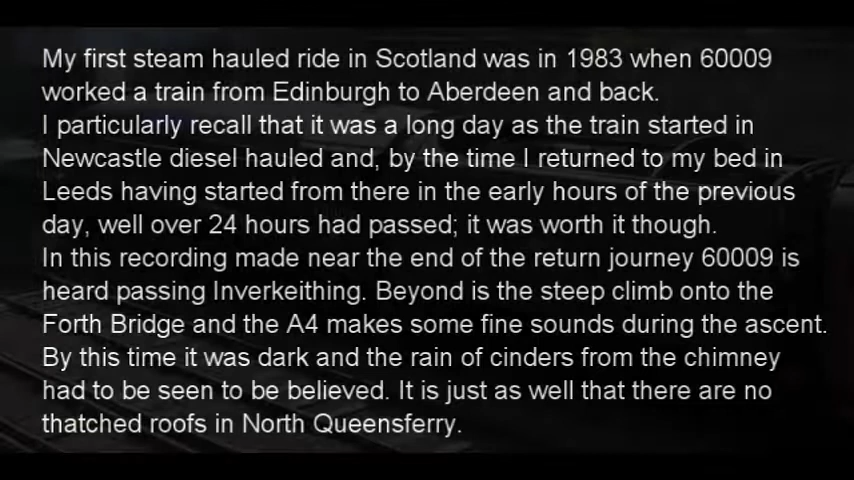 My first steam hauled ride in Scotland was in 1983 when 60009
worked a train from Edinburgh to Aberdeen and back.
I particularly recall that it was a long day as the train started in
Newcastle diesel hauled and, by the time I returned to my bed in
Leeds having started from there in the early hours of the previous
day, well over 24 hours had passed; it was worth it though.
In this recording made near the end of the return journey 60009 is
heard passing Inverkeithing. Beyond is the steep climb onto the
Forth Bridge and the A4 makes some fine sounds during the ascent.
By this time it was dark and the rain of cinders from the chimney
had to be seen to be believed. It is just as well that there are no
thatched roofs in North Queensferry.